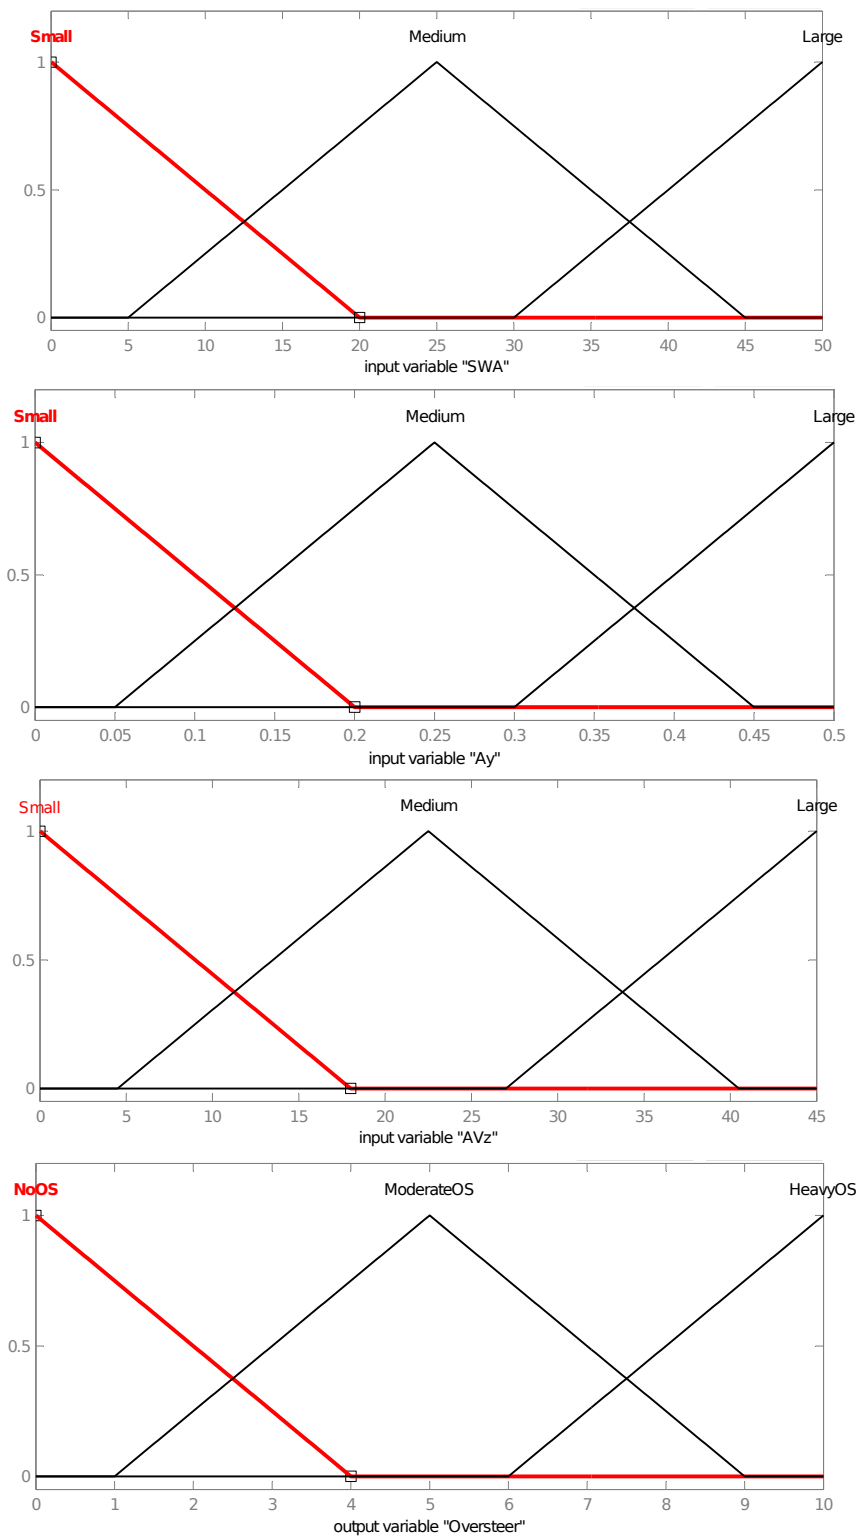 Small Medium Large
1
0.5
0
0 5 10 15 20 25 30 35 40 45 50
input variable "SWA"
Small Medium Large
1
0.5
0
0 0.05 0.1 0.15 0.2 0.25 0.3 0.35 0.4 0.45 0.5
input variable "Ay"
Small Medium Large
1
0.5
0
0 5 10 15 20 25 30 35 40 45
input variable "AVz"
NoOS ModerateOS HeavyOS
1
0.5
0
0 1 2 3 4 5 6 7 8 9 10
output variable "Oversteer"